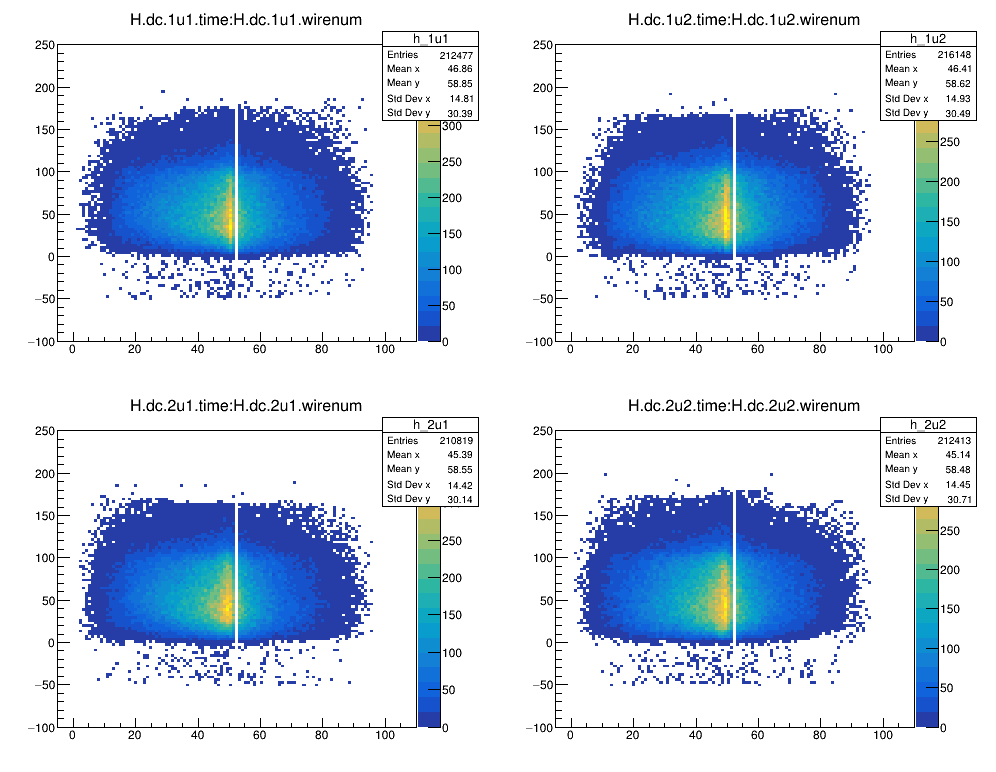 H.dc.1u1.time:H.dc.1u1.wirenum
h_1u1
Entries 212477
Mean x 46.86
Mean y 58.85
Std Dev x 14.81
Std Dev y 30.39
250
200
150
100
50
0
−50
−100
0 20 40 60 80 100
300
250
200
150
100
50
0
H.dc.1u2.time:H.dc.1u2.wirenum
h_1u2
Entries 216148
Mean x 46.41
Mean y 58.62
Std Dev x 14.93
Std Dev y 30.49
250
200
150
100
50
0
−50
−100
0 20 40 60 80 100
250
200
150
100
50
0
H.dc.2u1.time:H.dc.2u1.wirenum
h_2u1
Entries 210819
Mean x 45.39
Mean y 58.55
Std Dev x 14.42
Std Dev y 30.14
250
200
150
100
50
0
−50
−100
0 20 40 60 80 100
250
200
150
100
50
0
H.dc.2u2.time:H.dc.2u2.wirenum
h_2u2
Entries 212413
Mean x 45.14
Mean y 58.48
Std Dev x 14.45
Std Dev y 30.71
250
200
150
100
50
0
−50
−100
0 20 40 60 80 100
250
200
150
100
50
0